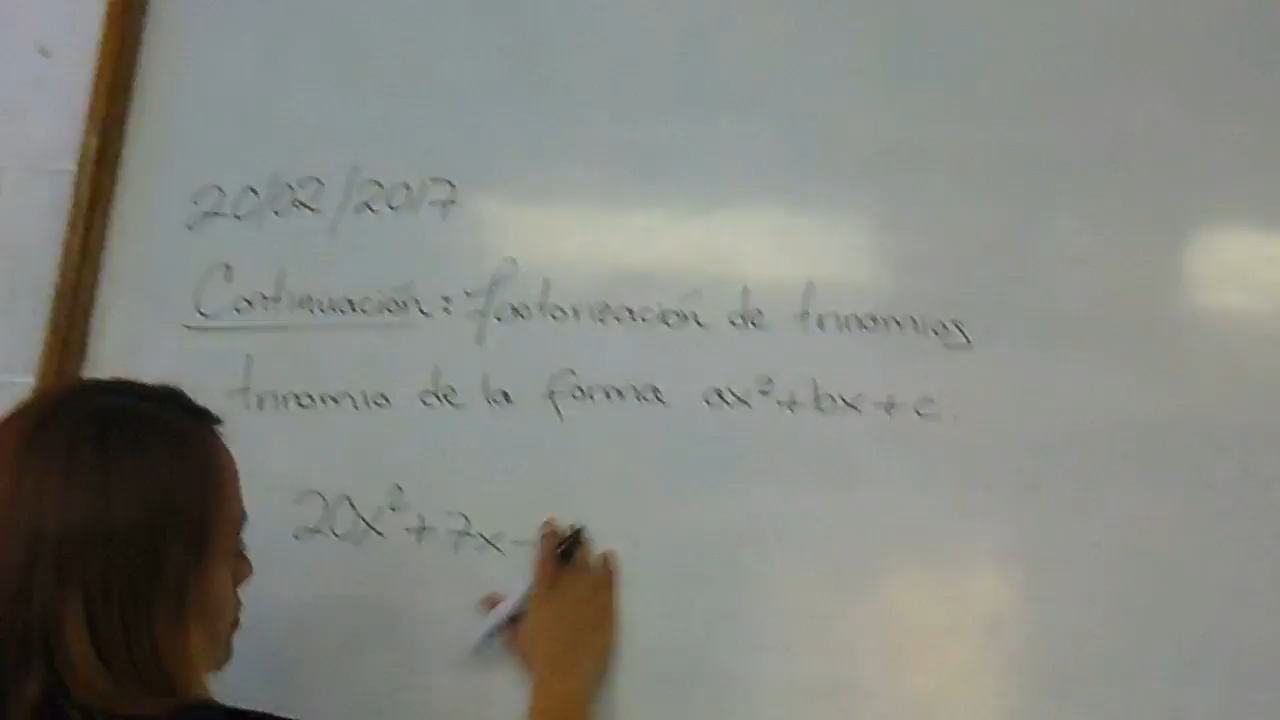 20/02/2017
Continuación: factorización de trinomios
trinomio de la forma ax²+bx+c
20x²+7x-